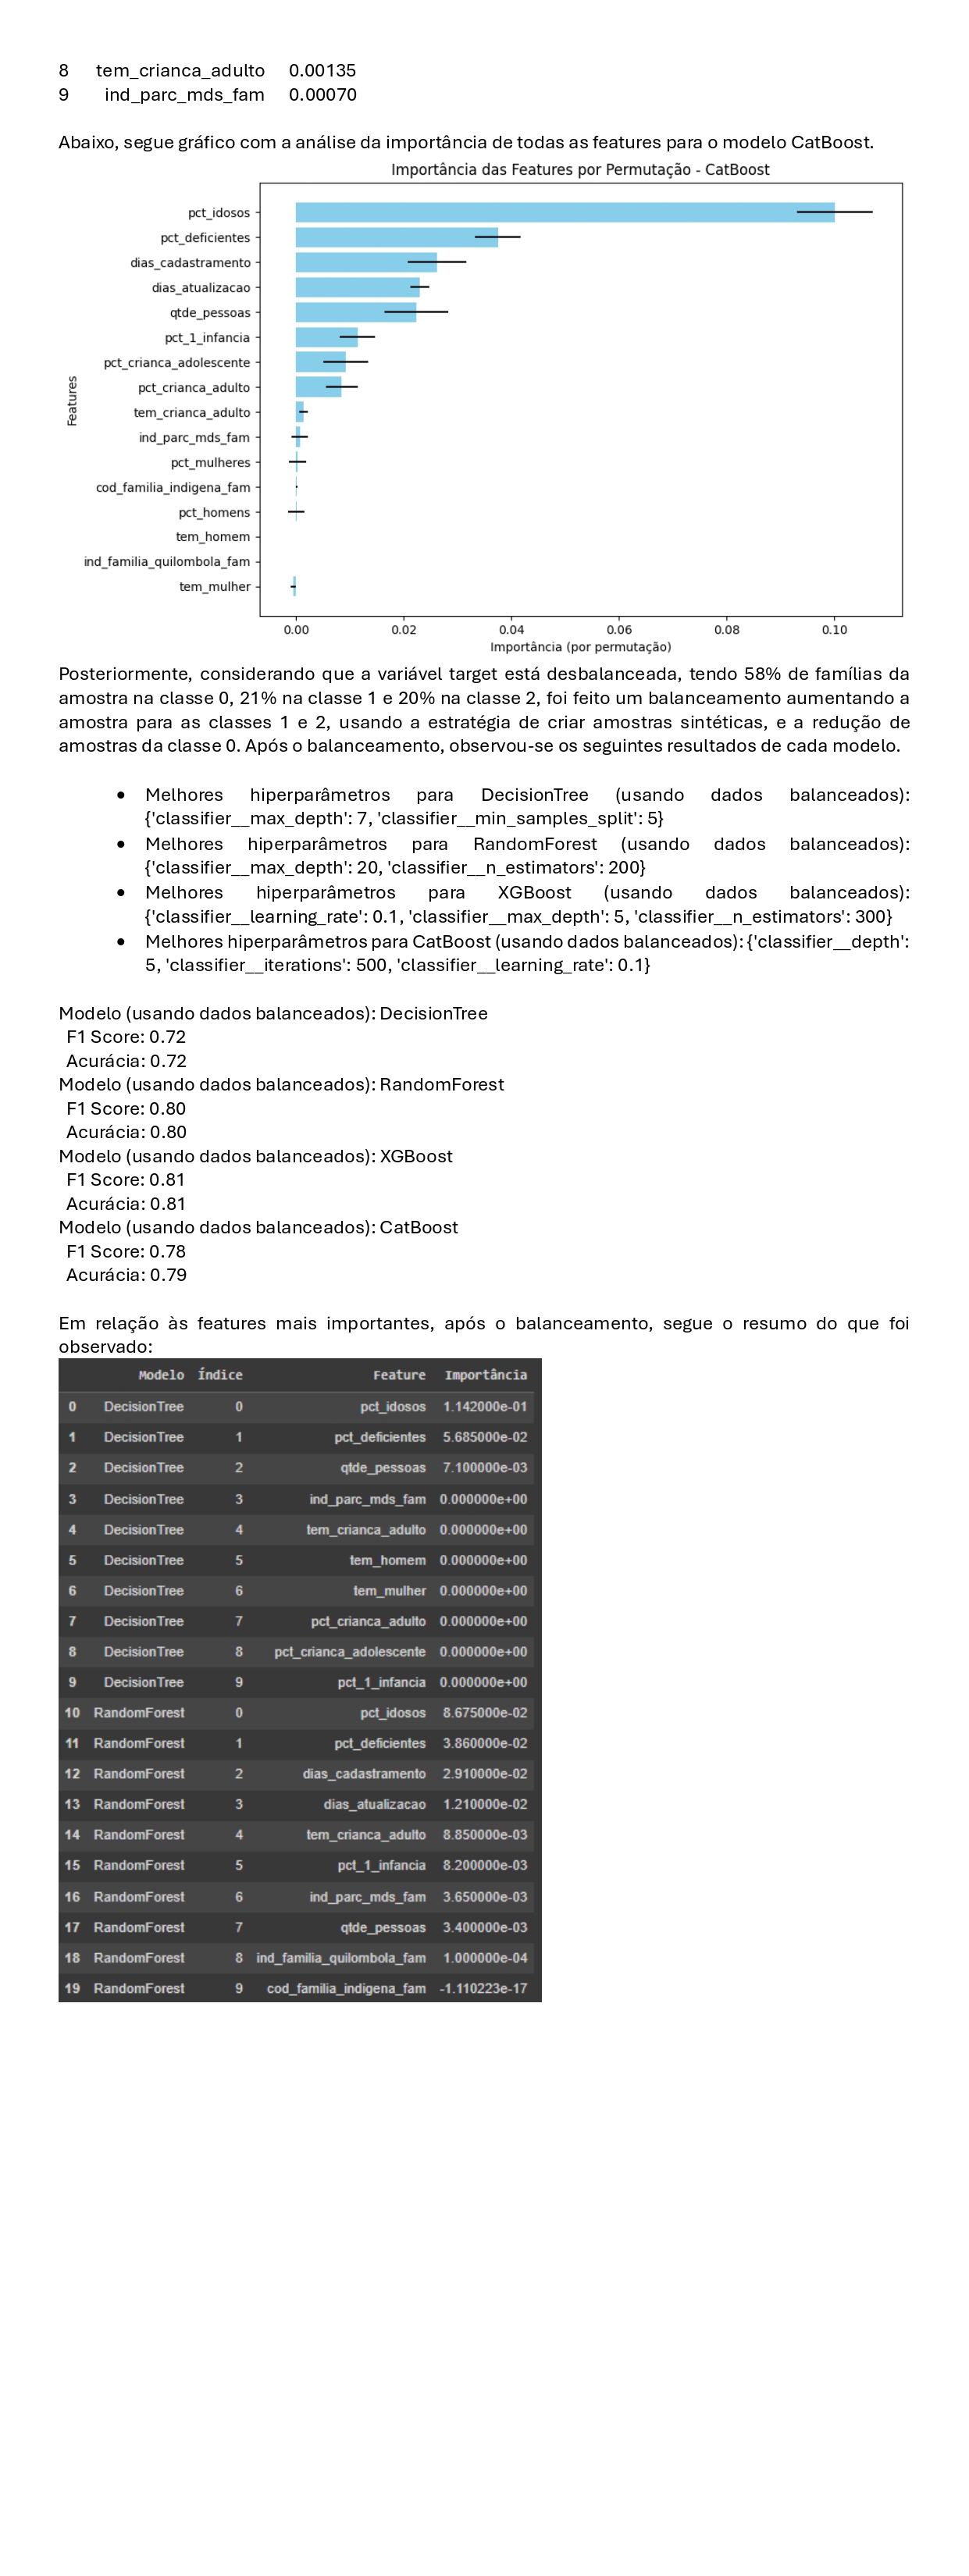 8 tem_crianca_adulto 0.00135
9 ind_parc_mds_fam 0.00070
Abaixo, segue gráfico com a análise da importância de todas as features para o modelo CatBoost.
Importância das Features por Permutação - CatBoost
Features
pct_idosos
pct_deficientes
dias_cadastramento
dias_atualizacao
qtde_pessoas
pct_1_infancia
pct_crianca_adolescente
pct_crianca_adulto
tem_crianca_adulto
ind_parc_mds_fam
pct_mulheres
cod_familia_indigena_fam
pct_homens
tem_homem
ind_familia_quilombola_fam
tem_mulher
0.00 0.02 0.04 0.06 0.08 0.10
Importância (por permutação)
Posteriormente, considerando que a variável target está desbalanceada, tendo 58% de famílias da
amostra na classe 0, 21% na classe 1 e 20% na classe 2, foi feito um balanceamento aumentando a
amostra para as classes 1 e 2, usando a estratégia de criar amostras sintéticas, e a redução de
amostras da classe 0. Após o balanceamento, observou-se os seguintes resultados de cada modelo.
• Melhores hiperparâmetros para DecisionTree (usando dados balanceados):
{'classifier__max_depth': 7, 'classifier__min_samples_split': 5}
• Melhores hiperparâmetros para RandomForest (usando dados balanceados):
{'classifier__max_depth': 20, 'classifier__n_estimators': 200}
• Melhores hiperparâmetros para XGBoost (usando dados balanceados):
{'classifier__learning_rate': 0.1, 'classifier__max_depth': 5, 'classifier__n_estimators': 300}
• Melhores hiperparâmetros para CatBoost (usando dados balanceados): {'classifier__depth':
5, 'classifier__iterations': 500, 'classifier__learning_rate': 0.1}
Modelo (usando dados balanceados): DecisionTree
F1 Score: 0.72
Acurácia: 0.72
Modelo (usando dados balanceados): RandomForest
F1 Score: 0.80
Acurácia: 0.80
Modelo (usando dados balanceados): XGBoost
F1 Score: 0.81
Acurácia: 0.81
Modelo (usando dados balanceados): CatBoost
F1 Score: 0.78
Acurácia: 0.79
Em relação às features mais importantes, após o balanceamento, segue o resumo do que foi
observado:
Modelo Índice Feature Importância
0 DecisionTree 0 pct_idosos 1.142000e-01
1 DecisionTree 1 pct_deficientes 5.685000e-02
2 DecisionTree 2 qtde_pessoas 7.100000e-03
3 DecisionTree 3 ind_parc_mds_fam 0.000000e+00
4 DecisionTree 4 tem_crianca_adulto 0.000000e+00
5 DecisionTree 5 tem_homem 0.000000e+00
6 DecisionTree 6 tem_mulher 0.000000e+00
7 DecisionTree 7 pct_crianca_adulto 0.000000e+00
8 DecisionTree 8 pct_crianca_adolescente 0.000000e+00
9 DecisionTree 9 pct_1_infancia 0.000000e+00
10 RandomForest 0 pct_idosos 8.675000e-02
11 RandomForest 1 pct_deficientes 3.860000e-02
12 RandomForest 2 dias_cadastramento 2.910000e-02
13 RandomForest 3 dias_atualizacao 1.210000e-02
14 RandomForest 4 tem_crianca_adulto 8.850000e-03
15 RandomForest 5 pct_1_infancia 8.200000e-03
16 RandomForest 6 ind_parc_mds_fam 3.650000e-03
17 RandomForest 7 qtde_pessoas 3.400000e-03
18 RandomForest 8 ind_familia_quilombola_fam 1.000000e-04
19 RandomForest 9 cod_familia_indigena_fam -1.110223e-17